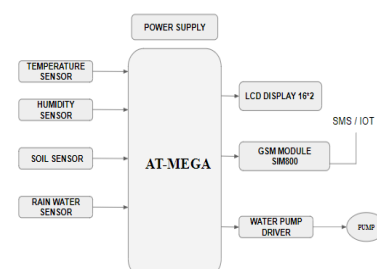 POWER SUPPLY
TEMPERATURE
SENSOR
HUMIDITY
SENSOR
SOIL SENSOR
RAIN WATER
SENSOR
AT-MEGA
LCD DISPLAY 16*2
SMS / IOT
GSM MODULE
SIM800
WATER PUMP
DRIVER
PUMP